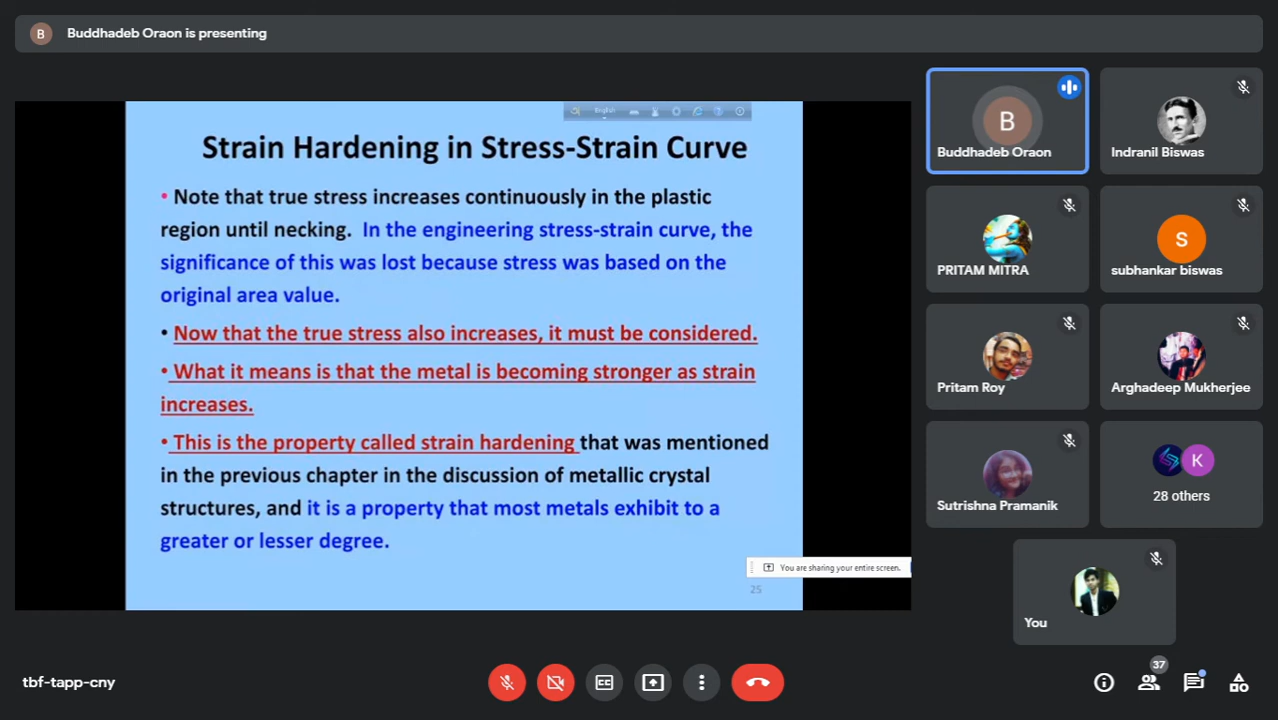 B
Buddhadeb Oraon is presenting
English
Strain Hardening in Stress-Strain Curve
• Note that true stress increases continuously in the plastic
region until necking. In the engineering stress-strain curve, the
significance of this was lost because stress was based on the
original area value.
• Now that the true stress also increases, it must be considered.
• What it means is that the metal is becoming stronger as strain
increases.
• This is the property called strain hardening that was mentioned
in the previous chapter in the discussion of metallic crystal
structures, and it is a property that most metals exhibit to a
greater or lesser degree.
You are sharing your entire screen.
25
B
Buddhadeb Oraon
Indranil Biswas
PRITAM MITRA
S
subhankar biswas
Pritam Roy
Arghadeep Mukherjee
Sutrishna Pramanik
K
28 others
You
tbf-tapp-cny
CC
37